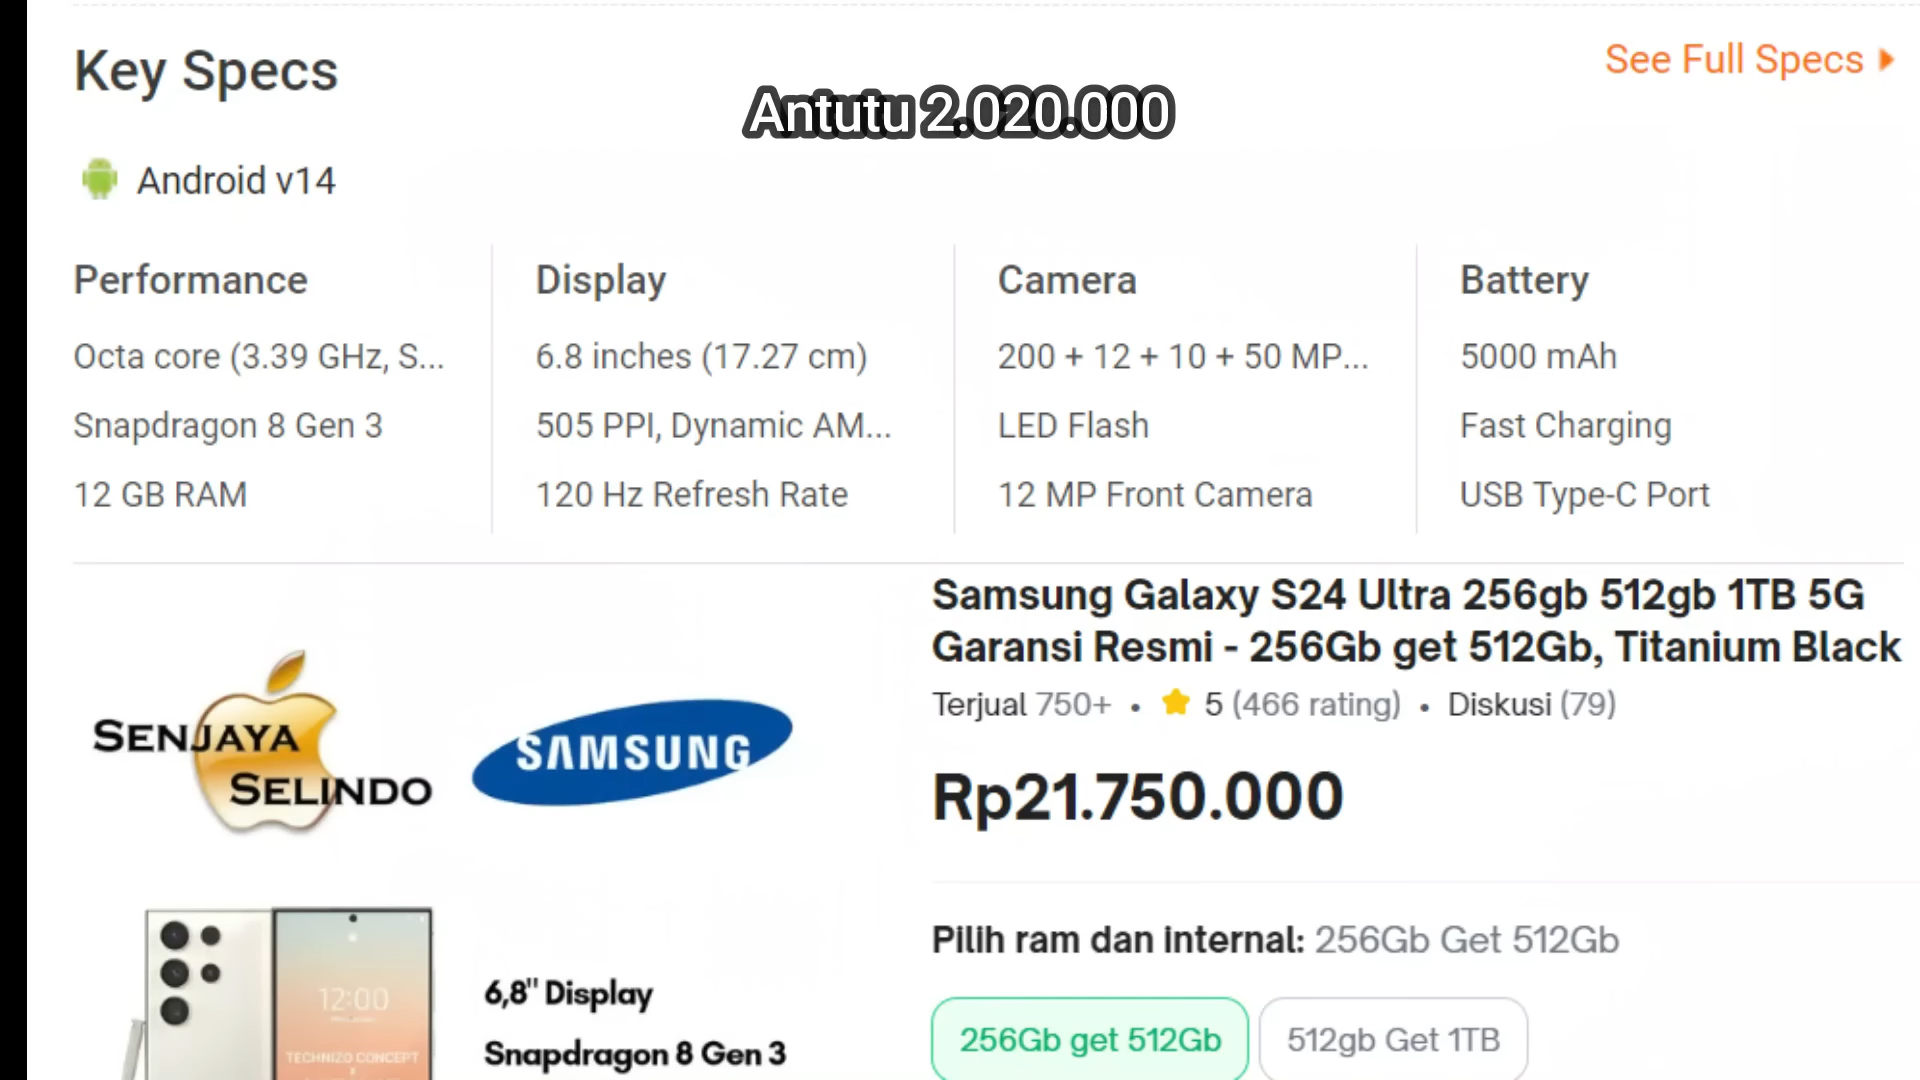 Key Specs
See Full Specs
Antutu 2.020.000
Android v14
Performance
Octa core (3.39 GHz, S...
Snapdragon 8 Gen 3
12 GB RAM
Display
6.8 inches (17.27 cm)
505 PPI, Dynamic AM...
120 Hz Refresh Rate
Camera
200 + 12 + 10 + 50 MP...
LED Flash
12 MP Front Camera
Battery
5000 mAh
Fast Charging
USB Type-C Port
SENJAYA
SELINDO
SAMSUNG
12:00
TECHNIZO CONCEPT
6,8" Display
Snapdragon 8 Gen 3
Samsung Galaxy S24 Ultra 256gb 512gb 1TB 5G
Garansi Resmi - 256Gb get 512Gb, Titanium Black
Terjual 750+ • 5 (466 rating) • Diskusi (79)
Rp21.750.000
Pilih ram dan internal: 256Gb Get 512Gb
256Gb get 512Gb
512gb Get 1TB